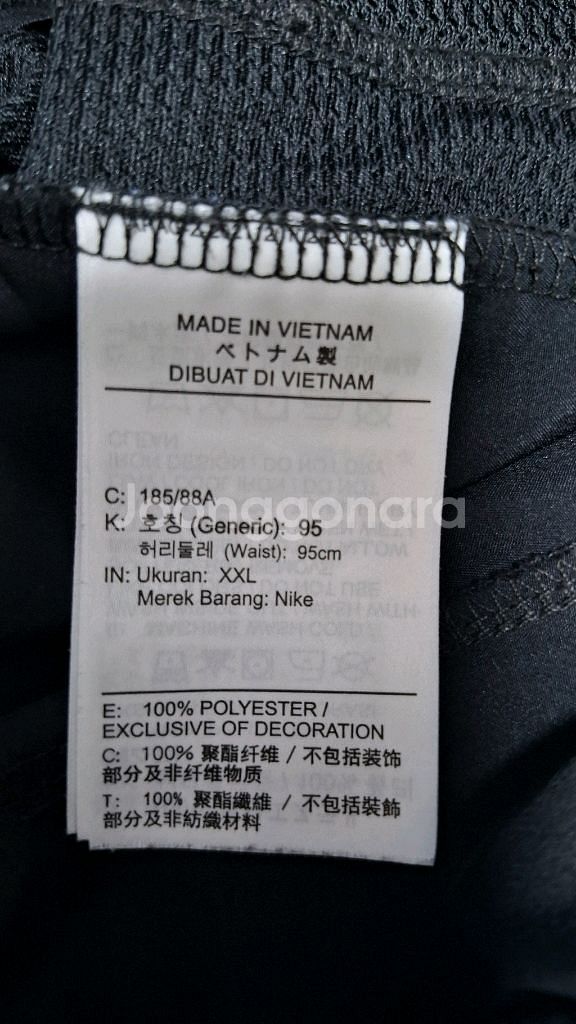 MADE IN VIETNAM
ベトナム製
DIBUAT DI VIETNAM
C: 185/88A
Joonggonara
K: 호칭 (Generic): 95
허리둘레 (Waist): 95cm
IN: Ukuran: XXL
Merek Barang: Nike
E: 100% POLYESTER /
EXCLUSIVE OF DECORATION
C: 100% 聚酯纤维 / 不包括装饰
部分及非纤维物质
T: 100% 聚酯纖維 / 不包括裝飾
部分及非紡織材料